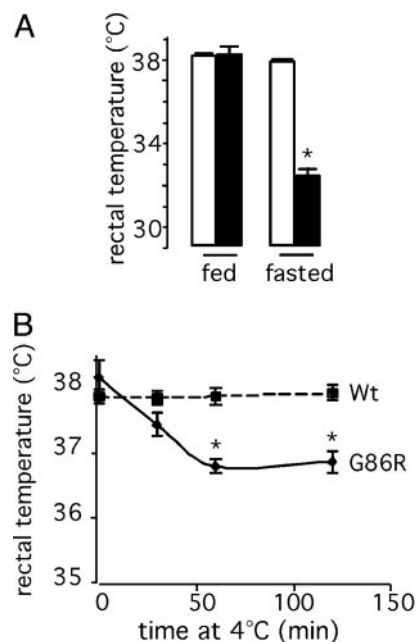 A
rectal temperature (°C)
38
34
30
*
fed
fasted
B
rectal temperature (°C)
38
37
36
35
Wt
*
*
G86R
0
50
100
150
time at 4°C (min)